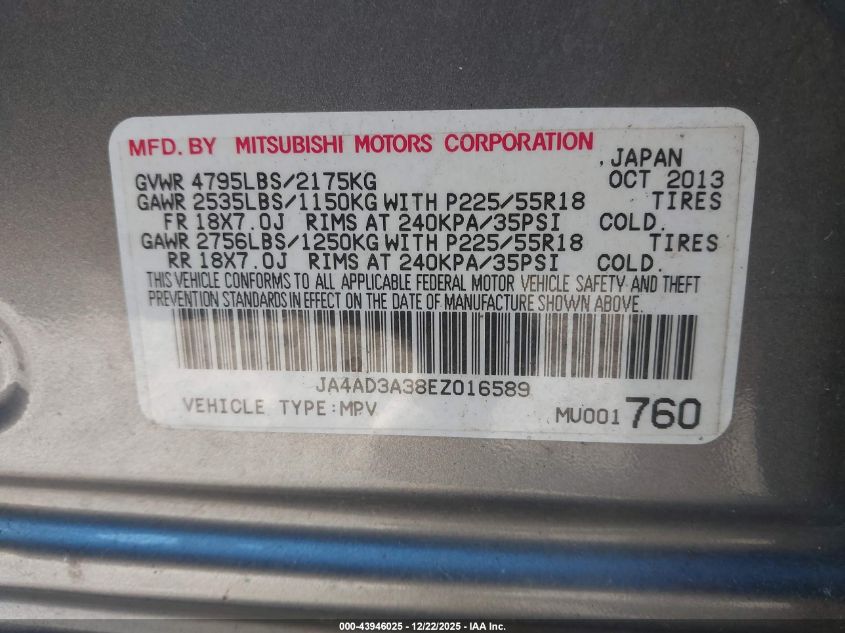 MFD. BY MITSUBISHI MOTORS CORPORATION
, JAPAN
GVWR 4795LBS/2175KG OCT 2013
GAWR 2535LBS/1150KG WITH P225/55R18 TIRES
FR 18X7.0J RIMS AT 240KPA/35PSI COLD.
GAWR 2756LBS/1250KG WITH P225/55R18 TIRES
RR 18X7.0J RIMS AT 240KPA/35PSI COLD.
THIS VEHICLE CONFORMS TO ALL APPLICABLE FEDERAL MOTOR VEHICLE SAFETY AND THEFT
PREVENTION STANDARDS IN EFFECT ON THE DATE OF MANUFACTURE SHOWN ABOVE.
JA4AD3A38EZ016589
VEHICLE TYPE:MPV MU001 760
000-43946025 - 12/22/2025 - IAA Inc.